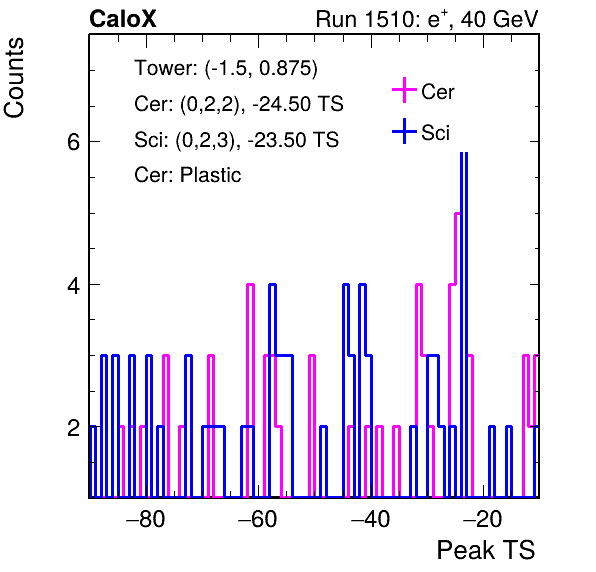 CaloX Run 1510: e⁺, 40 GeV
Counts
Tower: (-1.5, 0.875)
Cer: (0,2,2), -24.50 TS
Sci: (0,2,3), -23.50 TS
Cer: Plastic
Cer
Sci
6
4
2
−80 −60 −40 −20
Peak TS